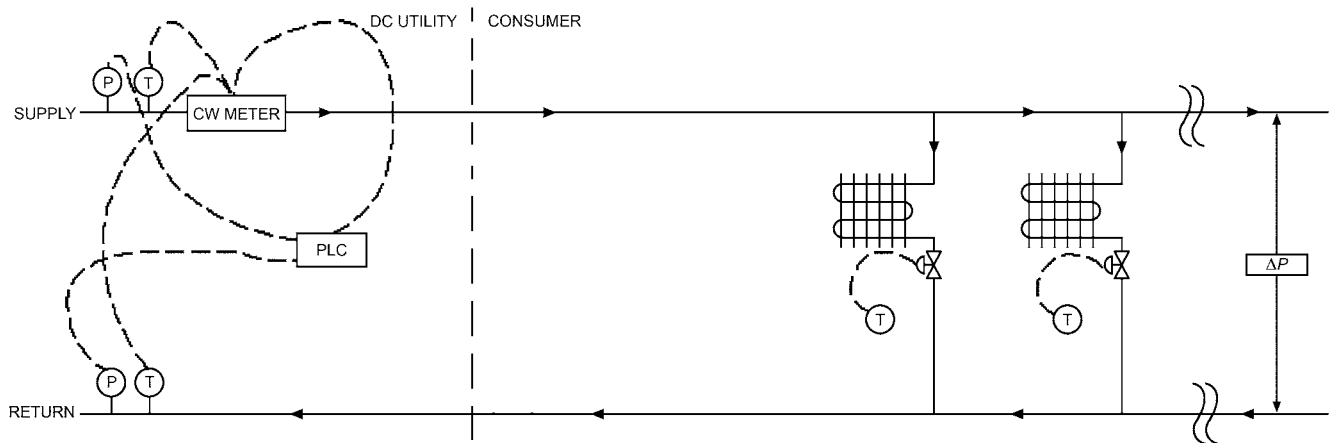 DC UTILITY
CONSUMER
P
T
SUPPLY
CW METER
PLC
ΔP
T
T
P
T
RETURN